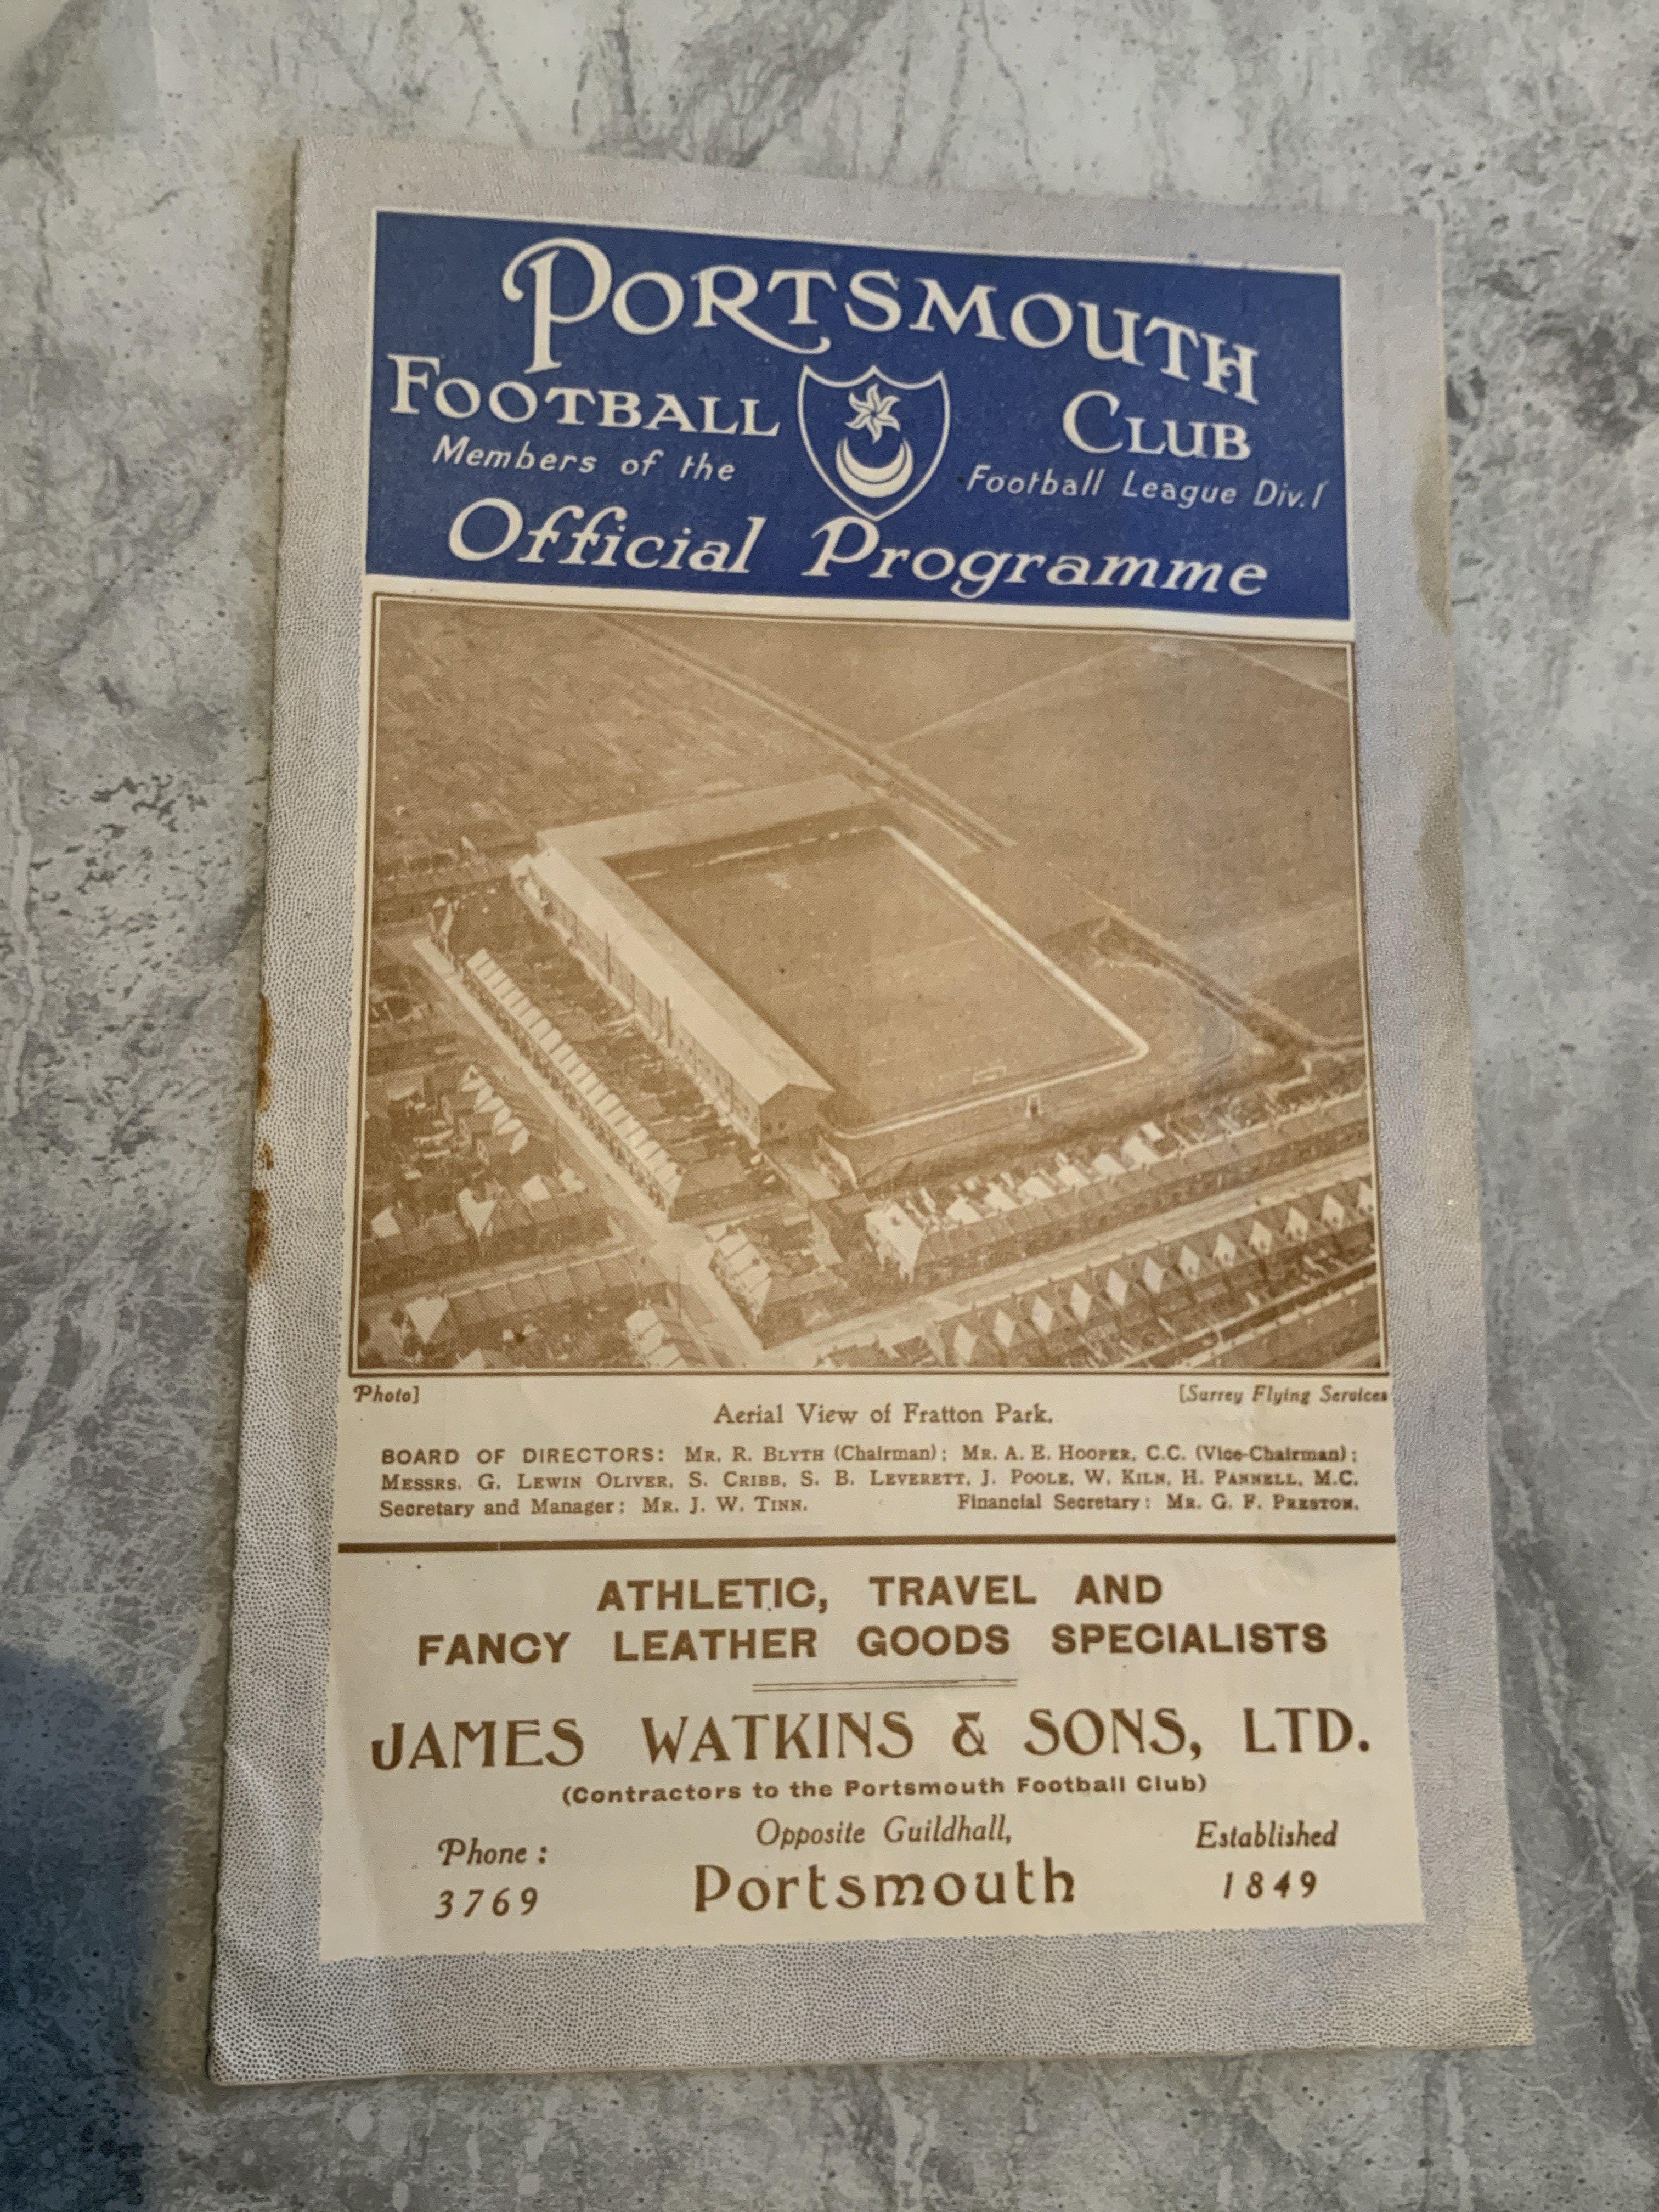 PORTSMOUTH
FOOTBALL CLUB
Members of the Football League Div. 1
Official Programme
Photo] [Surrey Flying Services
Aerial View of Fratton Park.
BOARD OF DIRECTORS: MR. R. BLYTH (Chairman); MR. A. E. HOOPER, C.C. (Vice-Chairman);
MESSRS. G. LEWIN OLIVER, S. CRIBB, S. B. LEVERETT, J. POOLE, W. KILN, H. PANNELL, M.C.
Secretary and Manager: MR. J. W. TINN. Financial Secretary: MR. G. F. PRESTON.
ATHLETIC, TRAVEL AND
FANCY LEATHER GOODS SPECIALISTS
JAMES WATKINS & SONS, LTD.
(Contractors to the Portsmouth Football Club)
Phone: Opposite Guildhall, Established
3769 Portsmouth 1849